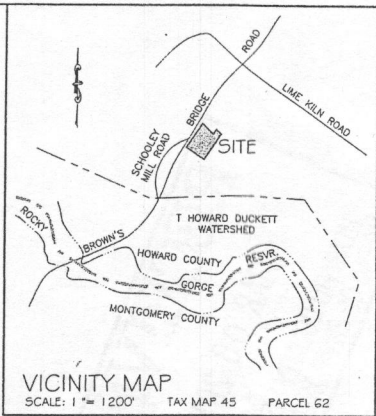 ROAD
BRIDGE
LIME KILN ROAD
SITE
SCHOOLEY
MILL ROAD
T HOWARD DUCKETT
WATERSHED
ROCKY
BROWN'S
HOWARD COUNTY
RESVR.
GORGE
MONTGOMERY COUNTY
VICINITY MAP
SCALE: 1 "= 1200' TAX MAP 45 PARCEL 62